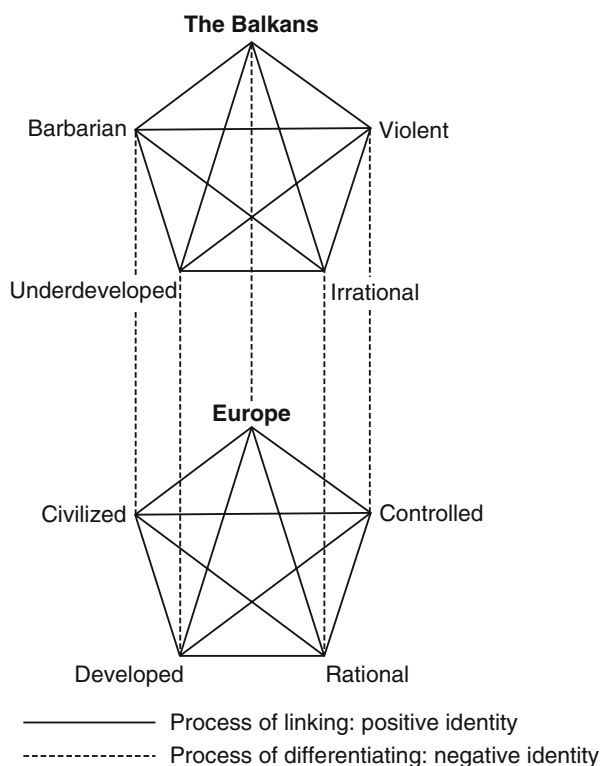 The Balkans
Barbarian
Violent
Underdeveloped
Irrational
Europe
Civilized
Controlled
Developed
Rational
Process of linking: positive identity
Process of differentiating: negative identity